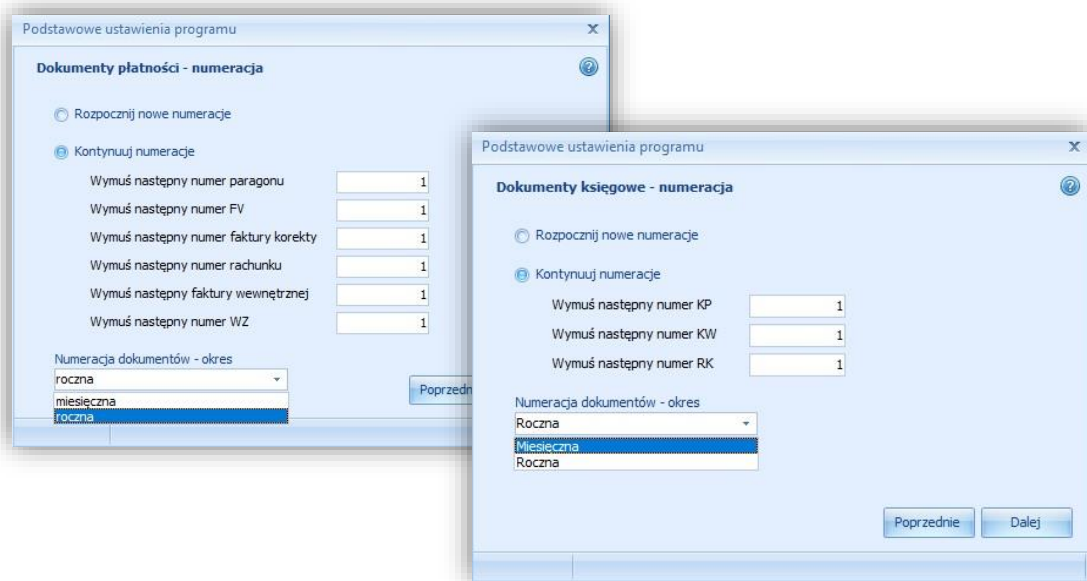 Podstawowe ustawienia programu x
Dokumenty płatności - numeracja
Rozpocznij nowe numeracje
Kontynuuj numeracje
Wymuś następny numer paragonu 1
Wymuś następny numer FV 1
Wymuś następny numer faktury korekty 1
Wymuś następny numer rachunku 1
Wymuś następny faktury wewnętrznej 1
Wymuś następny numer WZ 1
Numeracja dokumentów - okres
roczna
miesięczna
roczna
Poprzedn
Podstawowe ustawienia programu x
Dokumenty księgowe - numeracja
Rozpocznij nowe numeracje
Kontynuuj numeracje
Wymuś następny numer KP 1
Wymuś następny numer KW 1
Wymuś następny numer RK 1
Numeracja dokumentów - okres
Roczna
Miesięczna
Roczna
Poprzednie Dalej